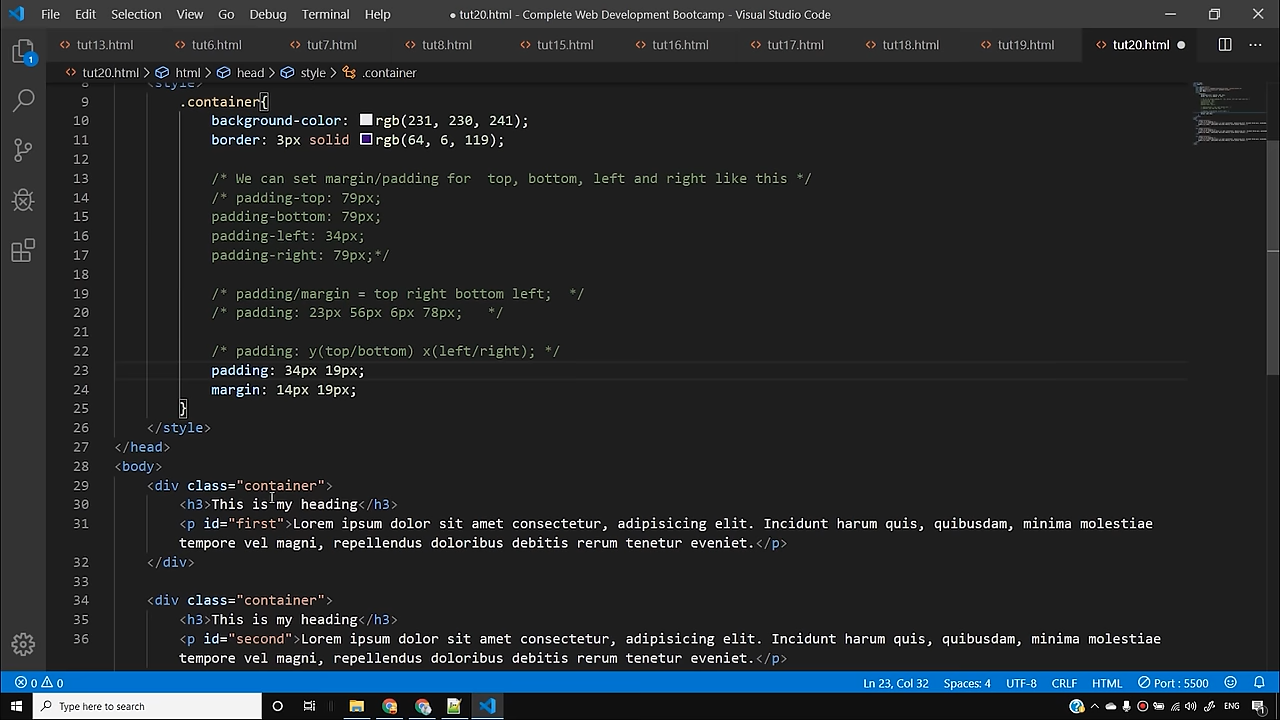 File Edit Selection View Go Debug Terminal Help
● tut20.html - Complete Web Development Bootcamp - Visual Studio Code
tut13.html tut6.html tut7.html tut8.html tut15.html tut16.html tut17.html tut18.html tut19.html tut20.html
tut20.html > html > head > style > .container
8 <style>
9 .container{
10 background-color: rgb(231, 230, 241);
11 border: 3px solid rgb(64, 6, 119);
12
13 /* We can set margin/padding for  top, bottom, left and right like this */
14 /* padding-top: 79px;
15 padding-bottom: 79px;
16 padding-left: 34px;
17 padding-right: 79px;*/
18
19 /* padding/margin = top right bottom left;  */
20 /* padding: 23px 56px 6px 78px;   */
21
22 /* padding: y(top/bottom) x(left/right); */
23 padding: 34px 19px;
24 margin: 14px 19px;
25 }
26 </style>
27 </head>
28 <body>
29 <div class="container">
30 <h3>This is my heading</h3>
31 <p id="first">Lorem ipsum dolor sit amet consectetur, adipisicing elit. Incidunt harum quis, quibusdam, minima molestiae
tempore vel magni, repellendus doloribus debitis rerum tenetur eveniet.</p>
32 </div>
33
34 <div class="container">
35 <h3>This is my heading</h3>
36 <p id="second">Lorem ipsum dolor sit amet consectetur, adipisicing elit. Incidunt harum quis, quibusdam, minima molestiae
tempore vel magni, repellendus doloribus debitis rerum tenetur eveniet.</p>
1
0 0 Ln 23, Col 32 Spaces: 4 UTF-8 CRLF HTML Port : 5500
Type here to search ENG